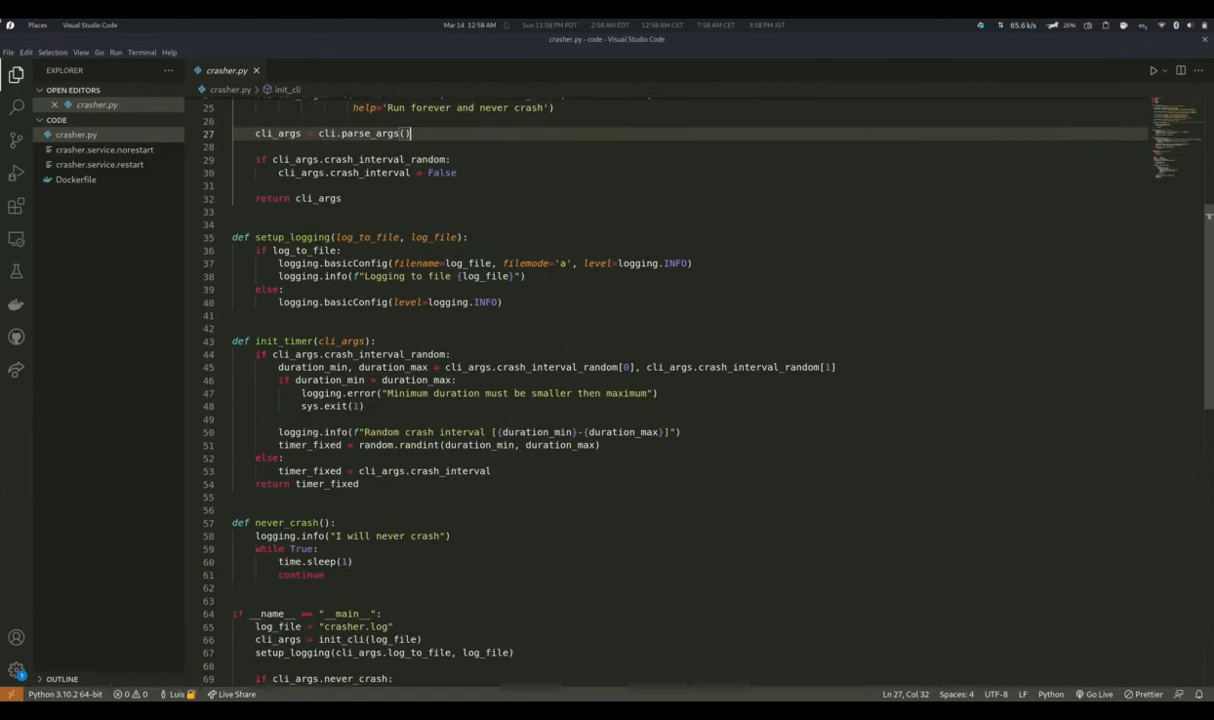 Places
Visual Studio Code
Mar 14 12:58 AM
Sun 11:58 PM PDT
2:58 AM EDT
12:58 AM CST
7:58 AM CET
3:58 PM JST
65.6 kB/s
crasher.py - code - Visual Studio Code
File Edit Selection View Go Run Terminal Help
EXPLORER
OPEN EDITORS
crasher.py
CODE
crasher.py
crasher.service.norestart
crasher.service.restart
Dockerfile
OUTLINE
crasher.py
crasher.py > init_cli
25 help='Run forever and never crash')
26
27 cli_args = cli.parse_args()
28
29 if cli_args.crash_interval_random:
30 cli_args.crash_interval = False
31
32 return cli_args
33
34
35 def setup_logging(log_to_file, log_file):
36 if log_to_file:
37 logging.basicConfig(filename=log_file, filemode='a', level=logging.INFO)
38 logging.info(f"Logging to file {log_file}")
39 else:
40 logging.basicConfig(level=logging.INFO)
41
42
43 def init_timer(cli_args):
44 if cli_args.crash_interval_random:
45 duration_min, duration_max = cli_args.crash_interval_random[0], cli_args.crash_interval_random[1]
46 if duration_min > duration_max:
47 logging.error("Minimum duration must be smaller then maximum")
48 sys.exit(1)
49
50 logging.info(f"Random crash interval [{duration_min}-{duration_max}]")
51 timer_fixed = random.randint(duration_min, duration_max)
52 else:
53 timer_fixed = cli_args.crash_interval
54 return timer_fixed
55
56
57 def never_crash():
58 logging.info("I will never crash")
59 while True:
60 time.sleep(1)
61 continue
62
63
64 if __name__ == "__main__":
65 log_file = "crasher.log"
66 cli_args = init_cli(log_file)
67 setup_logging(cli_args.log_to_file, log_file)
68
69 if cli_args.never_crash:
Python 3.10.2 64-bit
0 0
Luis
Live Share
Ln 27, Col 32
Spaces: 4
UTF-8
LF
Python
Go Live
Prettier